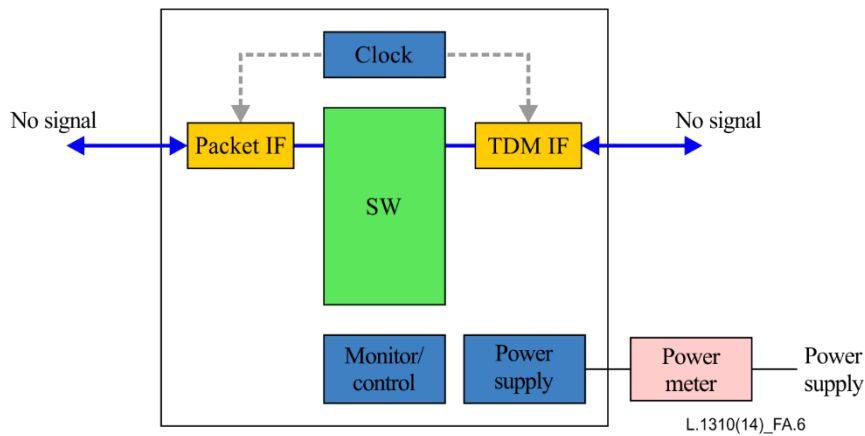 Clock
No signal
Packet IF
TDM IF
No signal
SW
Monitor/
control
Power
supply
Power
meter
Power
supply
L.1310(14)_FA.6